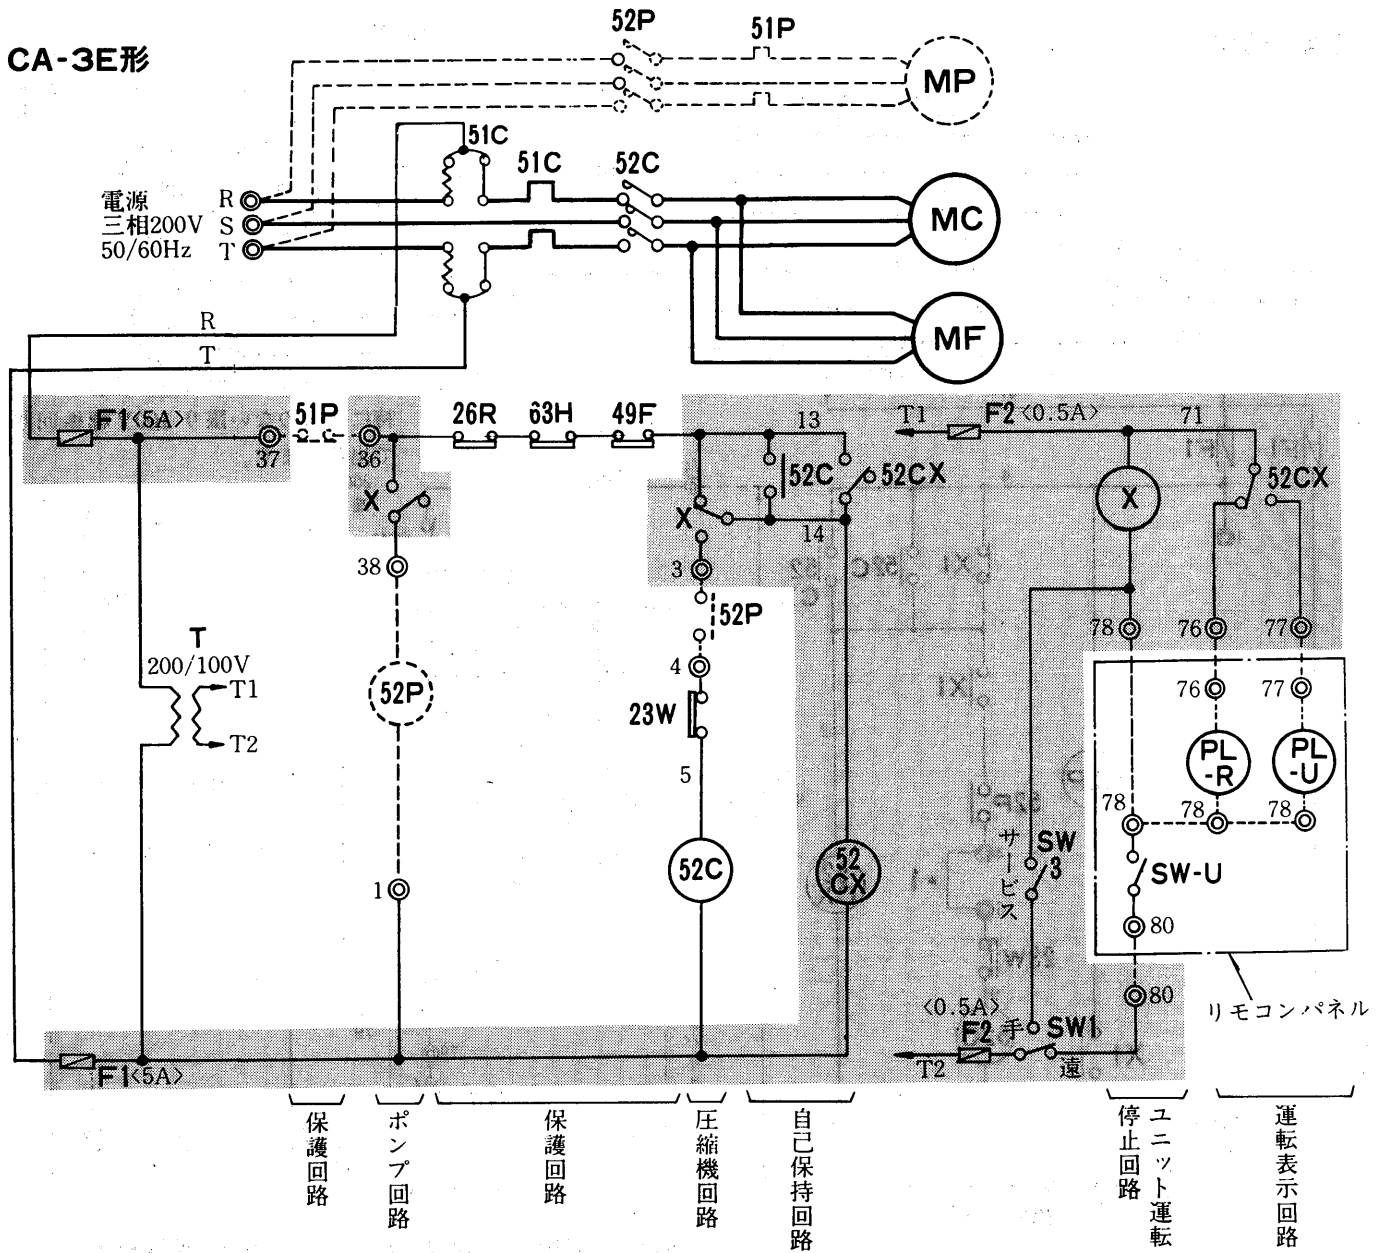 CA-3E形
52P
51P
MP
51C
51C
52C
電源
三相200V
50/60Hz
R
S
T
MC
MF
R
T
F1<5A>
37
51P
36
26R
63H
49F
13
52C
52CX
14
T1
F2<0.5A>
71
X
52CX
X
38
X
3
52P
4
23W
5
T
200/100V
T1
T2
52P
1
52C
52
CX
サービス
SW
3
78
76
77
76
77
PL
-R
PL
-U
78
78
78
SW-U
80
80
リモコンパネル
<0.5A>
F2
手
SW1
遠
T2
F1<5A>
保護回路
ポンプ回路
保護回路
圧縮機回路
自己保持回路
ユニット運転
停止回路
運転表示回路